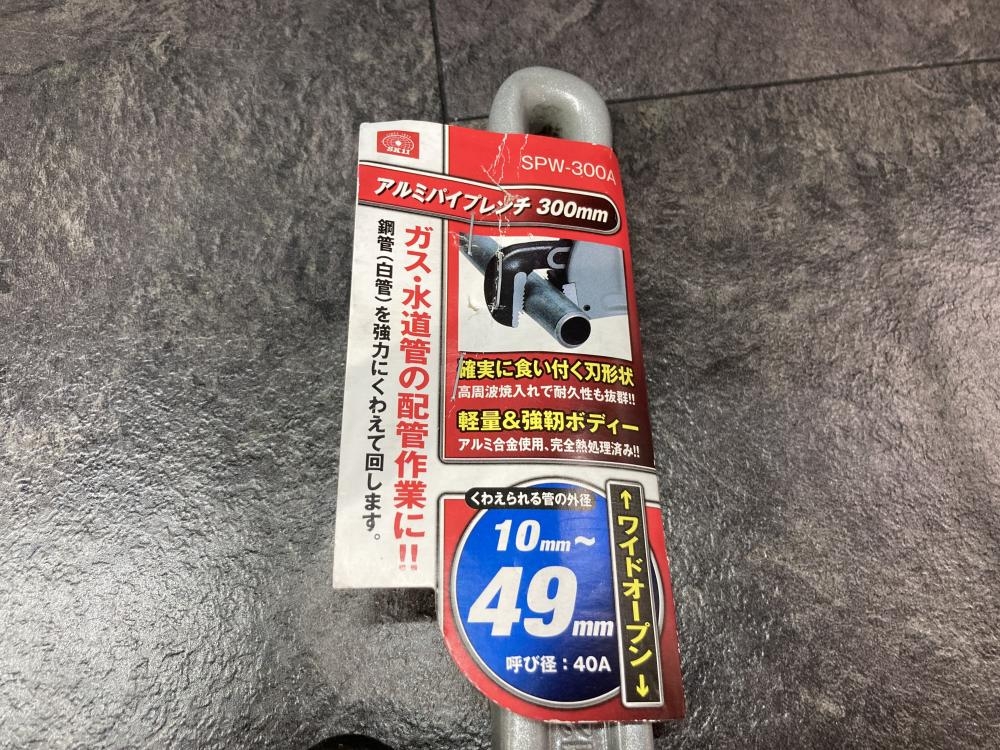 SK11
SPW-300A
アルミパイプレンチ 300mm
ガス・水道管の配管作業に!!
鋼管(白管)を強力にくわえて回します。
確実に食い付く刃形状
高周波焼入れで耐久性も抜群!!
軽量&強靭ボディー
アルミ合金使用、完全熱処理済み!!
くわえられる管の外径
10mm~
49mm
呼び径:40A
↑ワイドオープン↓